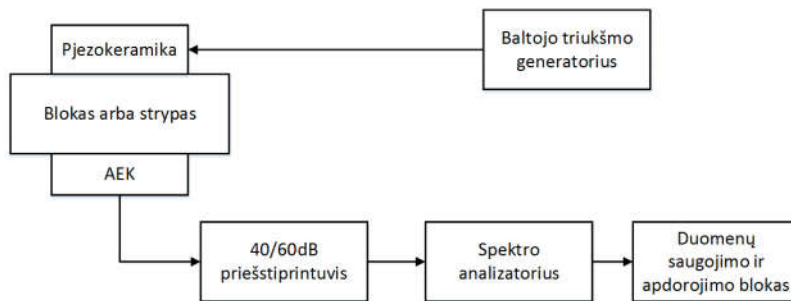 Pjezokeramika
Baltojo triukšmo
generatorius
Blokas arba strypas
AEK
40/60dB
priešstiprintuvis
Spektro
analizatorius
Duomenų
saugojimo ir
apdorojimo blokas